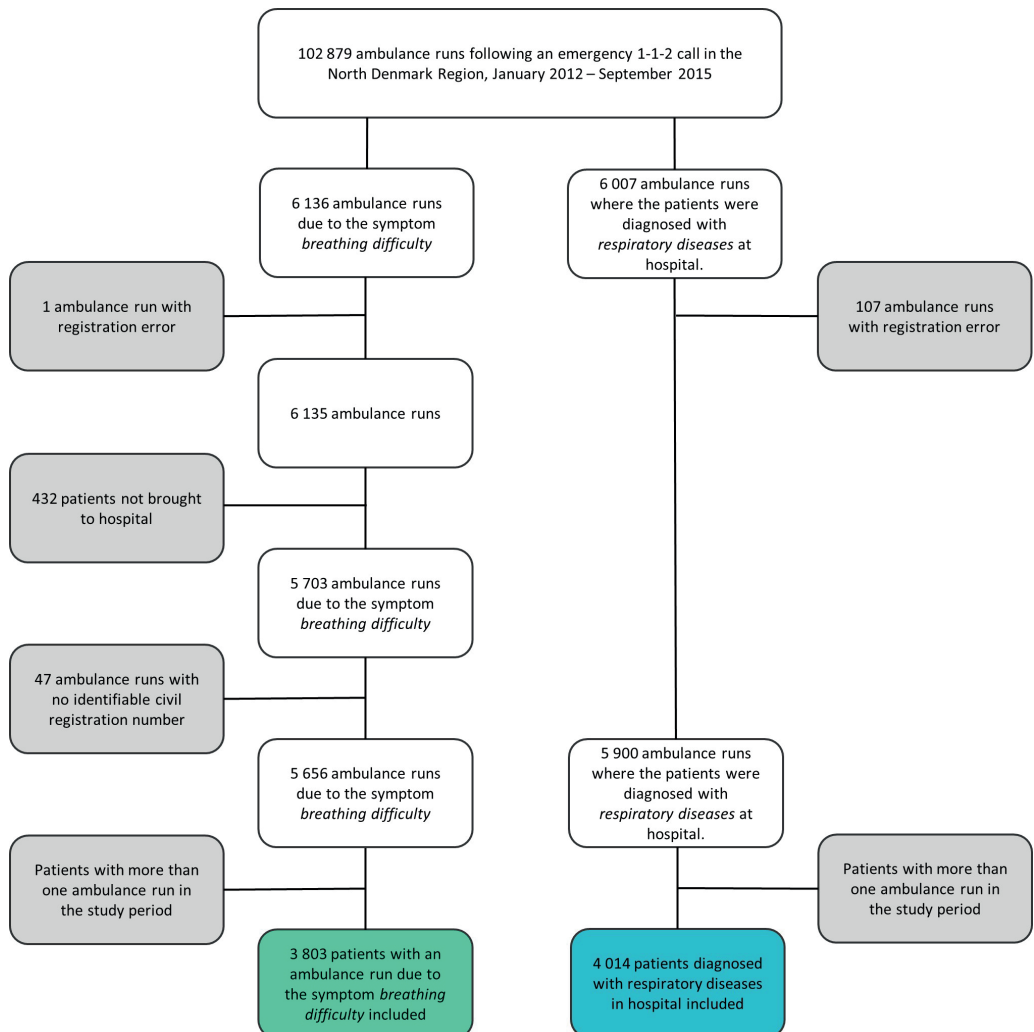 102 879 ambulance runs following an emergency 1-1-2 call in the
North Denmark Region, January 2012 – September 2015
6 136 ambulance runs
due to the symptom
breathing difficulty
6 007 ambulance runs
where the patients were
diagnosed with
respiratory diseases at
hospital.
1 ambulance run with
registration error
107 ambulance runs
with registration error
6 135 ambulance runs
432 patients not brought
to hospital
5 703 ambulance runs
due to the symptom
breathing difficulty
47 ambulance runs with
no identifiable civil
registration number
5 656 ambulance runs
due to the symptom
breathing difficulty
5 900 ambulance runs
where the patients were
diagnosed with
respiratory diseases at
hospital.
Patients with more than
one ambulance run in
the study period
Patients with more than
one ambulance run in
the study period
3 803 patients with an
ambulance run due to
the symptom breathing
difficulty included
4 014 patients diagnosed
with respiratory diseases
in hospital included